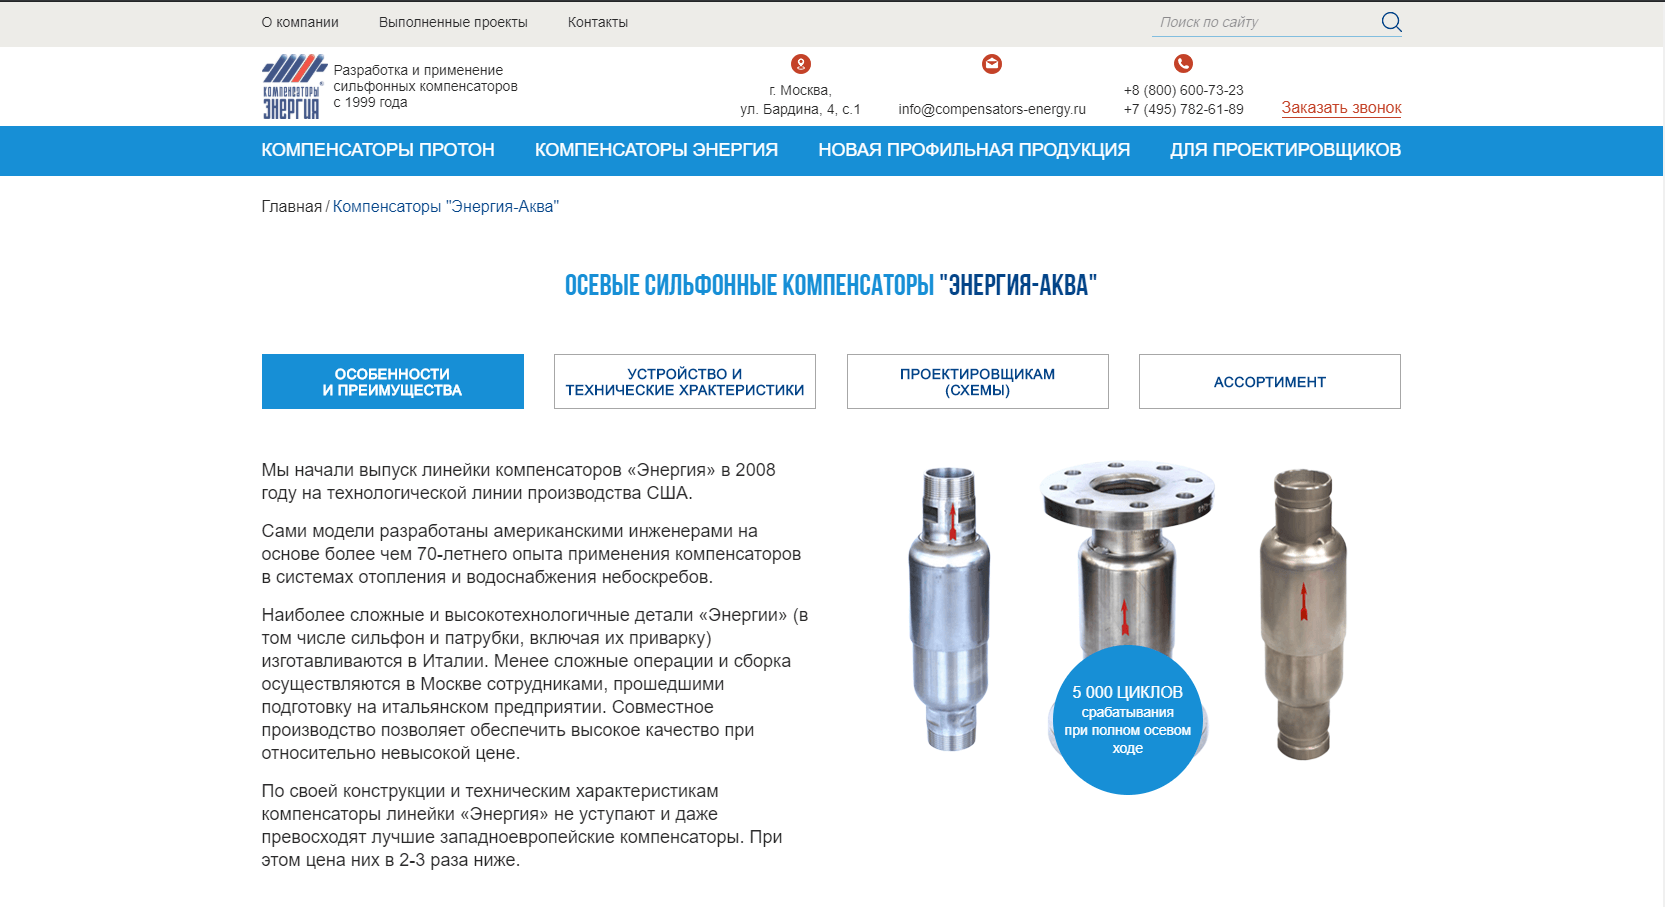 О компании
Выполненные проекты
Контакты
Поиск по сайту
компенсаторы
ЭНЕРГИЯ
Разработка и применение
сильфонных компенсаторов
с 1999 года
г. Москва,
ул. Бардина, 4, с.1
info@compensators-energy.ru
+8 (800) 600-73-23
+7 (495) 782-61-89
Заказать звонок
КОМПЕНСАТОРЫ ПРОТОН
КОМПЕНСАТОРЫ ЭНЕРГИЯ
НОВАЯ ПРОФИЛЬНАЯ ПРОДУКЦИЯ
ДЛЯ ПРОЕКТИРОВЩИКОВ
Главная / Компенсаторы "Энергия-Аква"
ОСЕВЫЕ СИЛЬФОННЫЕ КОМПЕНСАТОРЫ "ЭНЕРГИЯ-АКВА"
ОСОБЕННОСТИ
И ПРЕИМУЩЕСТВА
УСТРОЙСТВО И
ТЕХНИЧЕСКИЕ ХРАКТЕРИСТИКИ
ПРОЕКТИРОВЩИКАМ
(СХЕМЫ)
АССОРТИМЕНТ
Мы начали выпуск линейки компенсаторов «Энергия» в 2008
году на технологической линии производства США.
Сами модели разработаны американскими инженерами на
основе более чем 70-летнего опыта применения компенсаторов
в системах отопления и водоснабжения небоскребов.
Наиболее сложные и высокотехнологичные детали «Энергии» (в
том числе сильфон и патрубки, включая их приварку)
изготавливаются в Италии. Менее сложные операции и сборка
осуществляются в Москве сотрудниками, прошедшими
подготовку на итальянском предприятии. Совместное
производство позволяет обеспечить высокое качество при
относительно невысокой цене.
По своей конструкции и техническим характеристикам
компенсаторы линейки «Энергия» не уступают и даже
превосходят лучшие западноевропейские компенсаторы. При
этом цена них в 2-3 раза ниже.
5 000 ЦИКЛОВ
срабатывания
при полном осевом
ходе